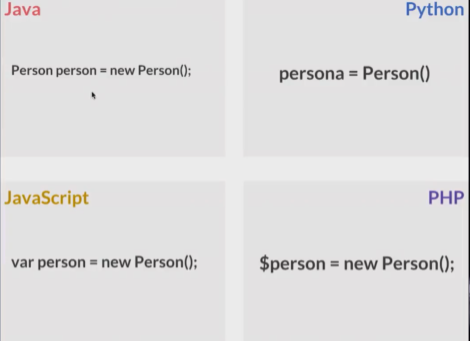 Java
Person person = new Person();
Python
persona = Person()
JavaScript
var person = new Person();
PHP
$person = new Person();